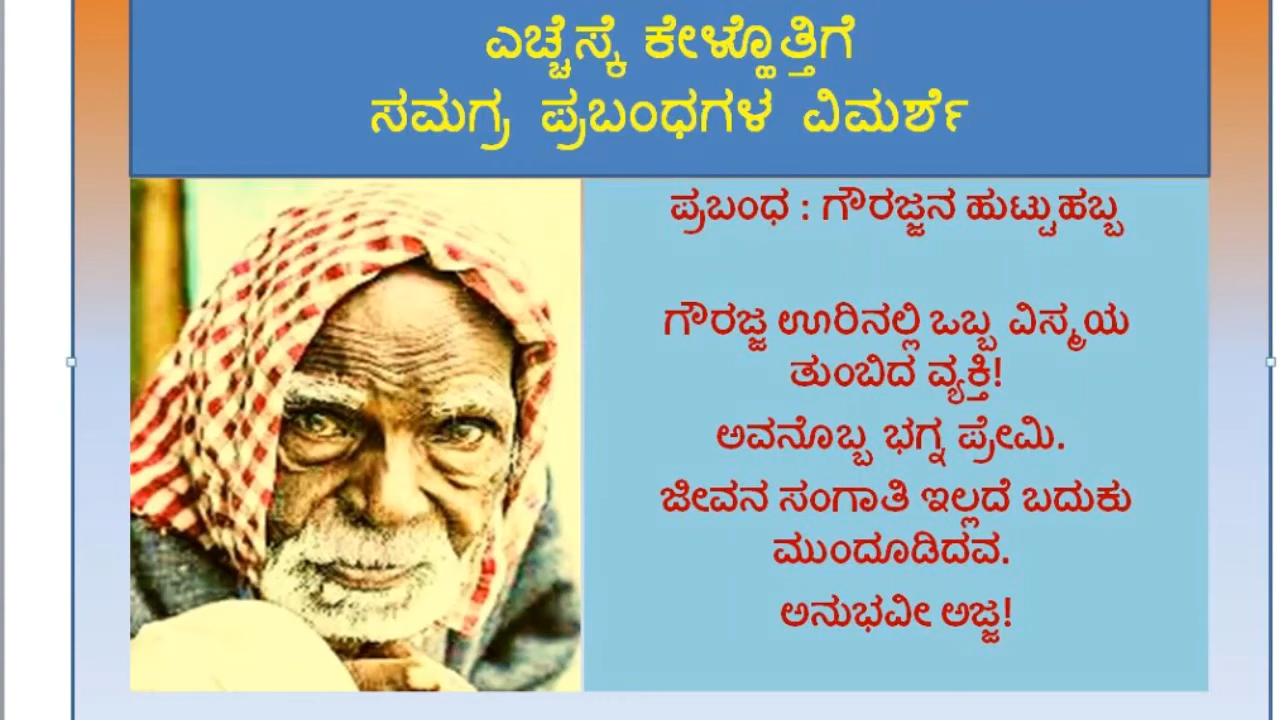 ಎಚ್ಚೆಸ್ಕೆ ಕೇಳ್ಹೊತ್ತಿಗೆ
ಸಮಗ್ರ ಪ್ರಬಂಧಗಳ ವಿಮರ್ಶೆ
ಪ್ರಬಂಧ : ಗೌರಜ್ಜನ ಹುಟ್ಟುಹಬ್ಬ
ಗೌರಜ್ಜ ಊರಿನಲ್ಲಿ ಒಬ್ಬ ವಿಸ್ಮಯ
ತುಂಬಿದ ವ್ಯಕ್ತಿ!
ಅವನೊಬ್ಬ ಭಗ್ನ ಪ್ರೇಮಿ.
ಜೀವನ ಸಂಗಾತಿ ಇಲ್ಲದೆ ಬದುಕು
ಮುಂದೂಡಿದವ.
ಅನುಭವೀ ಅಜ್ಜ!